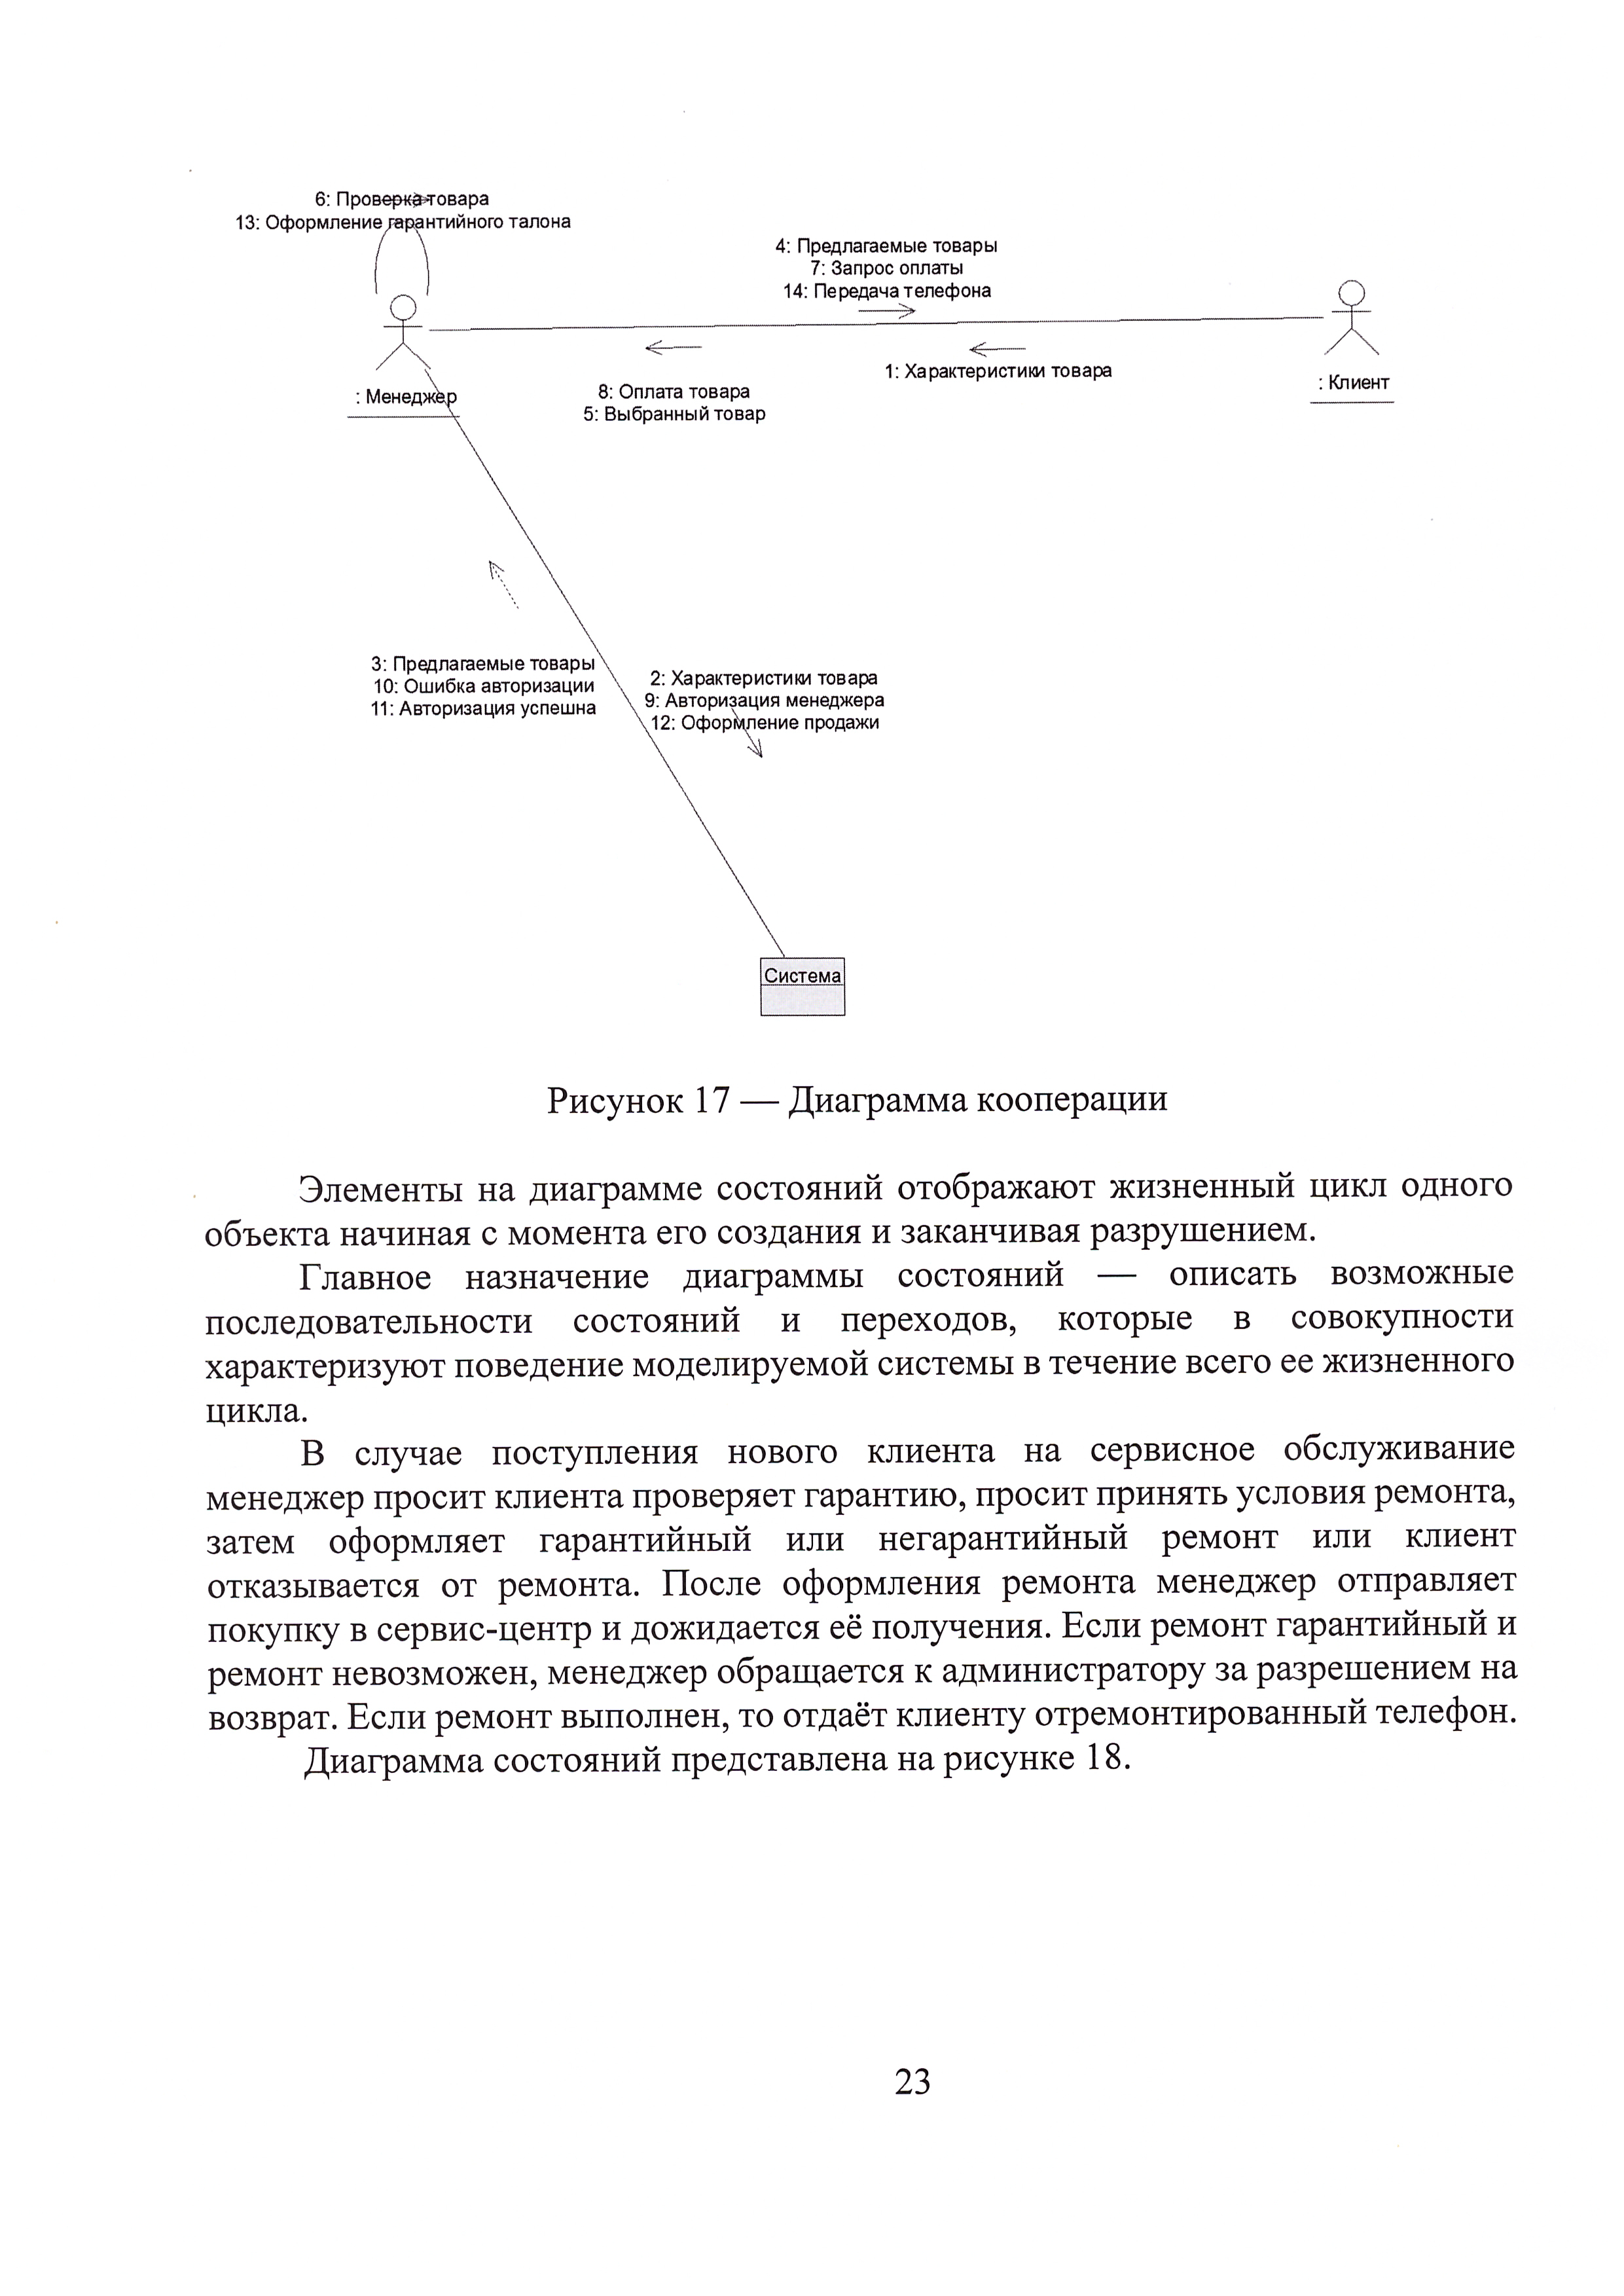 6: Проверка товара
13: Оформление гарантийного талона
4: Предлагаемые товары
7: Запрос оплаты
14: Передача телефона
1: Характеристики товара
8: Оплата товара
5: Выбранный товар
: Менеджер
: Клиент
3: Предлагаемые товары
10: Ошибка авторизации
11: Авторизация успешна
2: Характеристики товара
9: Авторизация менеджера
12: Оформление продажи
Система
Рисунок 17 — Диаграмма кооперации
Элементы на диаграмме состояний отображают жизненный цикл одного
объекта начиная с момента его создания и заканчивая разрушением.
Главное назначение диаграммы состояний — описать возможные
последовательности состояний и переходов, которые в совокупности
характеризуют поведение моделируемой системы в течение всего ее жизненного
цикла.
В случае поступления нового клиента на сервисное обслуживание
менеджер просит клиента проверяет гарантию, просит принять условия ремонта,
затем оформляет гарантийный или негарантийный ремонт или клиент
отказывается от ремонта. После оформления ремонта менеджер отправляет
покупку в сервис-центр и дожидается её получения. Если ремонт гарантийный и
ремонт невозможен, менеджер обращается к администратору за разрешением на
возврат. Если ремонт выполнен, то отдаёт клиенту отремонтированный телефон.
Диаграмма состояний представлена на рисунке 18.
23